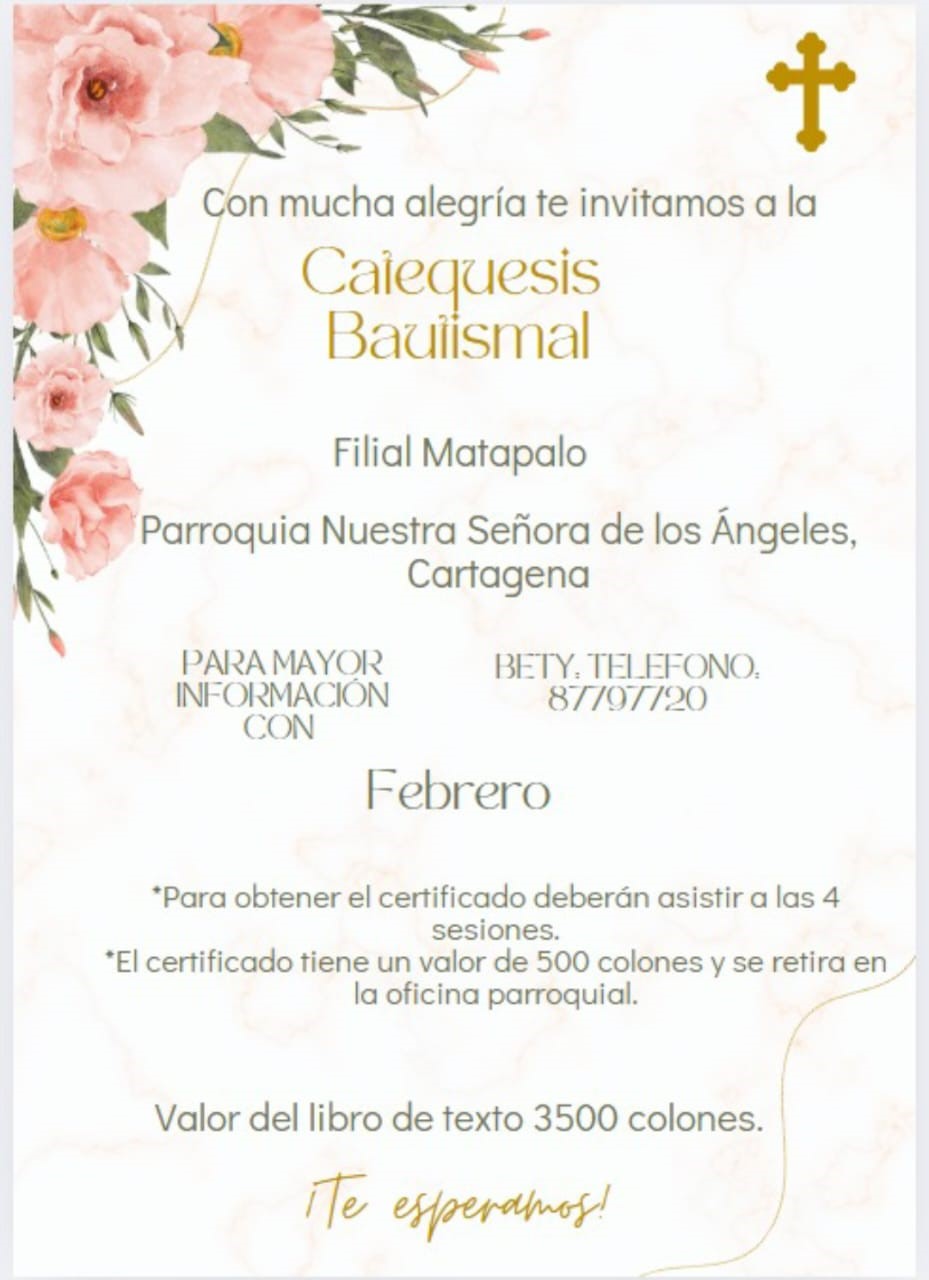 Con mucha alegría te invitamos a la
Catequesis
Bautismal
Filial Matapalo
Parroquia Nuestra Señora de los Ángeles,
Cartagena
PARA MAYOR
INFORMACIÓN
CON
BETY: TELEFONO:
87797720
Febrero
*Para obtener el certificado deberán asistir a las 4
sesiones.
*El certificado tiene un valor de 500 colones y se retira en
la oficina parroquial.
Valor del libro de texto 3500 colones.
¡Te esperamos!